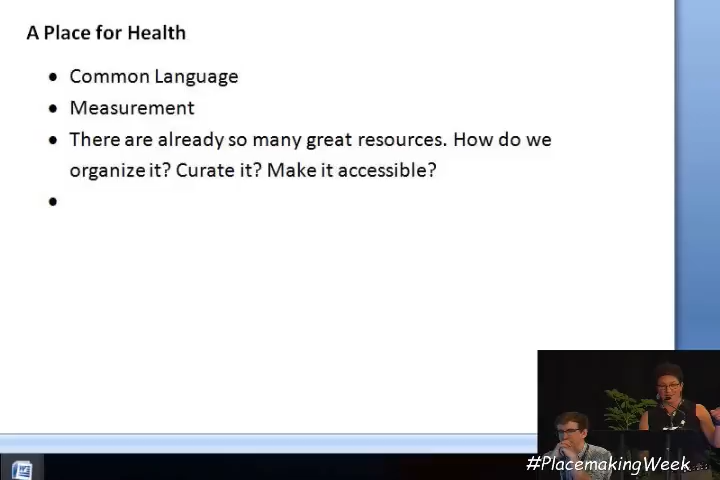 A Place for Health
• Common Language
• Measurement
• There are already so many great resources. How do we
organize it? Curate it? Make it accessible?
•
#PlacemakingWeek